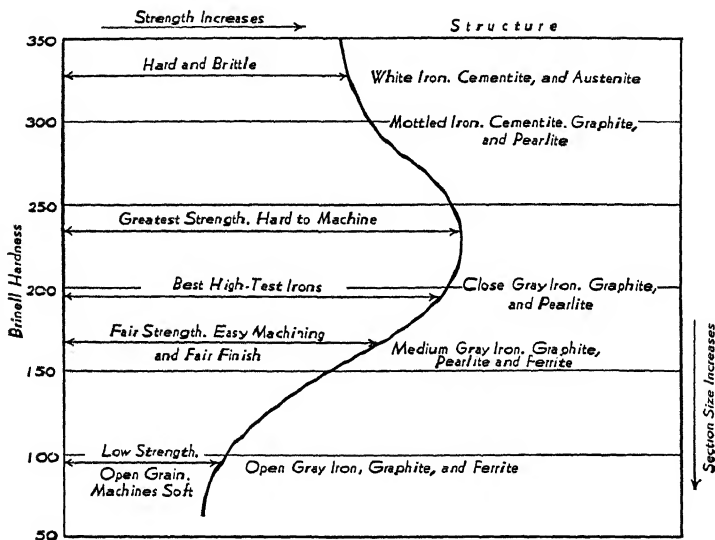 Strength Increases
Structure
350
Hard and Brittle
White Iron. Cementite, and Austenite
300
Mottled Iron. Cementite. Graphite,
and Pearlite
250
Greatest Strength. Hard to Machine
Brinell Hardness
Best High-Test Irons
200
Close Gray Iron. Graphite,
and Pearlite
Fair Strength. Easy Machining
and Fair Finish
Medium Gray Iron. Graphite,
Pearlite and Ferrite
150
Section Size Increases
100
Low Strength.
Open Grain.
Machines Soft
Open Gray Iron, Graphite, and Ferrite
50